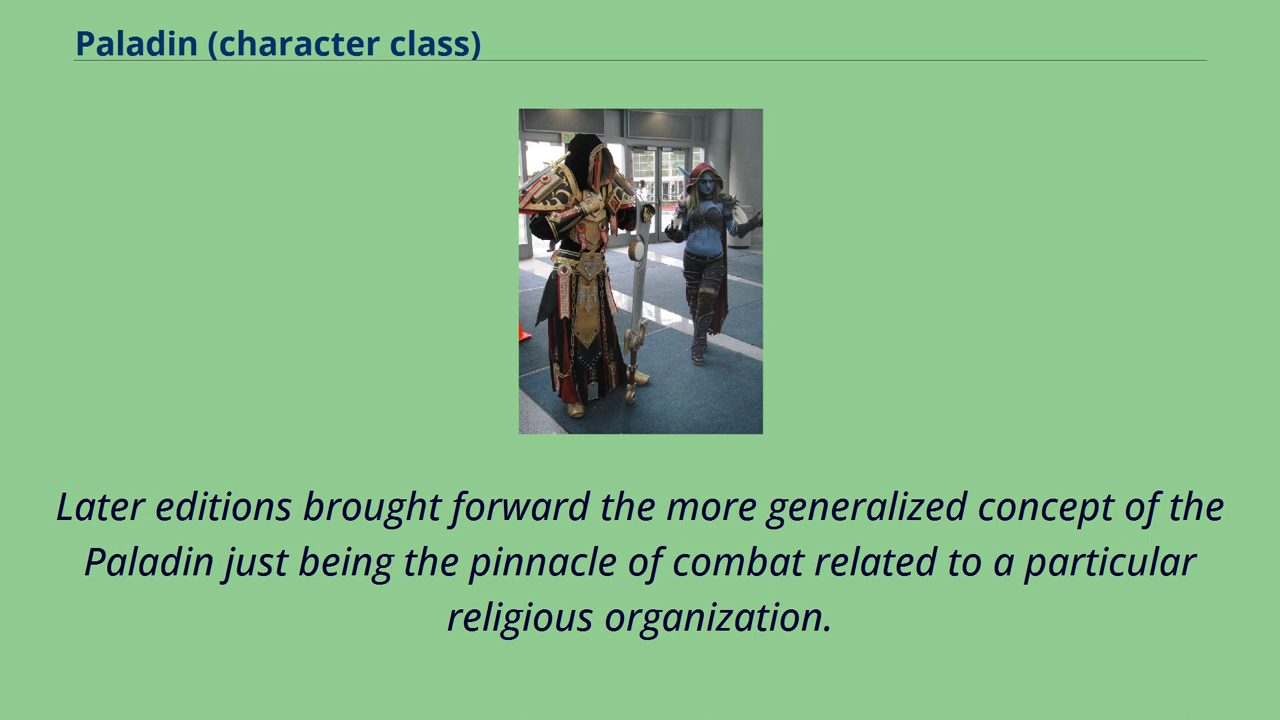 Paladin (character class)
Later editions brought forward the more generalized concept of the
Paladin just being the pinnacle of combat related to a particular
religious organization.